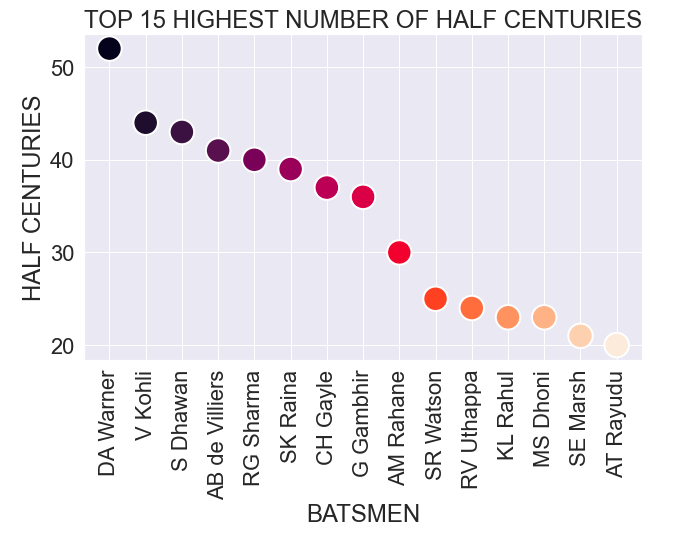 TOP 15 HIGHEST NUMBER OF HALF CENTURIES
HALF CENTURIES
50
40
30
20
DA Warner
V Kohli
S Dhawan
AB de Villiers
RG Sharma
SK Raina
CH Gayle
G Gambhir
AM Rahane
SR Watson
RV Uthappa
KL Rahul
MS Dhoni
SE Marsh
AT Rayudu
BATSMEN